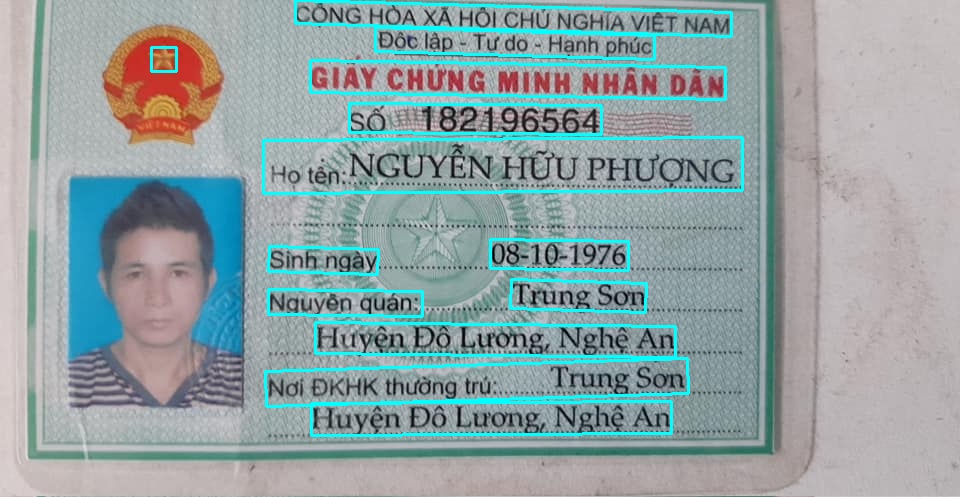 CỘNG HÒA XÃ HỘI CHỦ NGHĨA VIỆT NAM
Độc lập - Tự do - Hạnh phúc
GIẤY CHỨNG MINH NHÂN DÂN
SỐ 182196564
VIỆT NAM
Họ tên: NGUYỄN HỮU PHƯƠNG
Sinh ngày 08-10-1976
Nguyên quán: Trung Sơn
Huyện Đô Lương, Nghệ An
Nơi ĐKHK thường trú: Trung Sơn
Huyện Đô Lương, Nghệ An